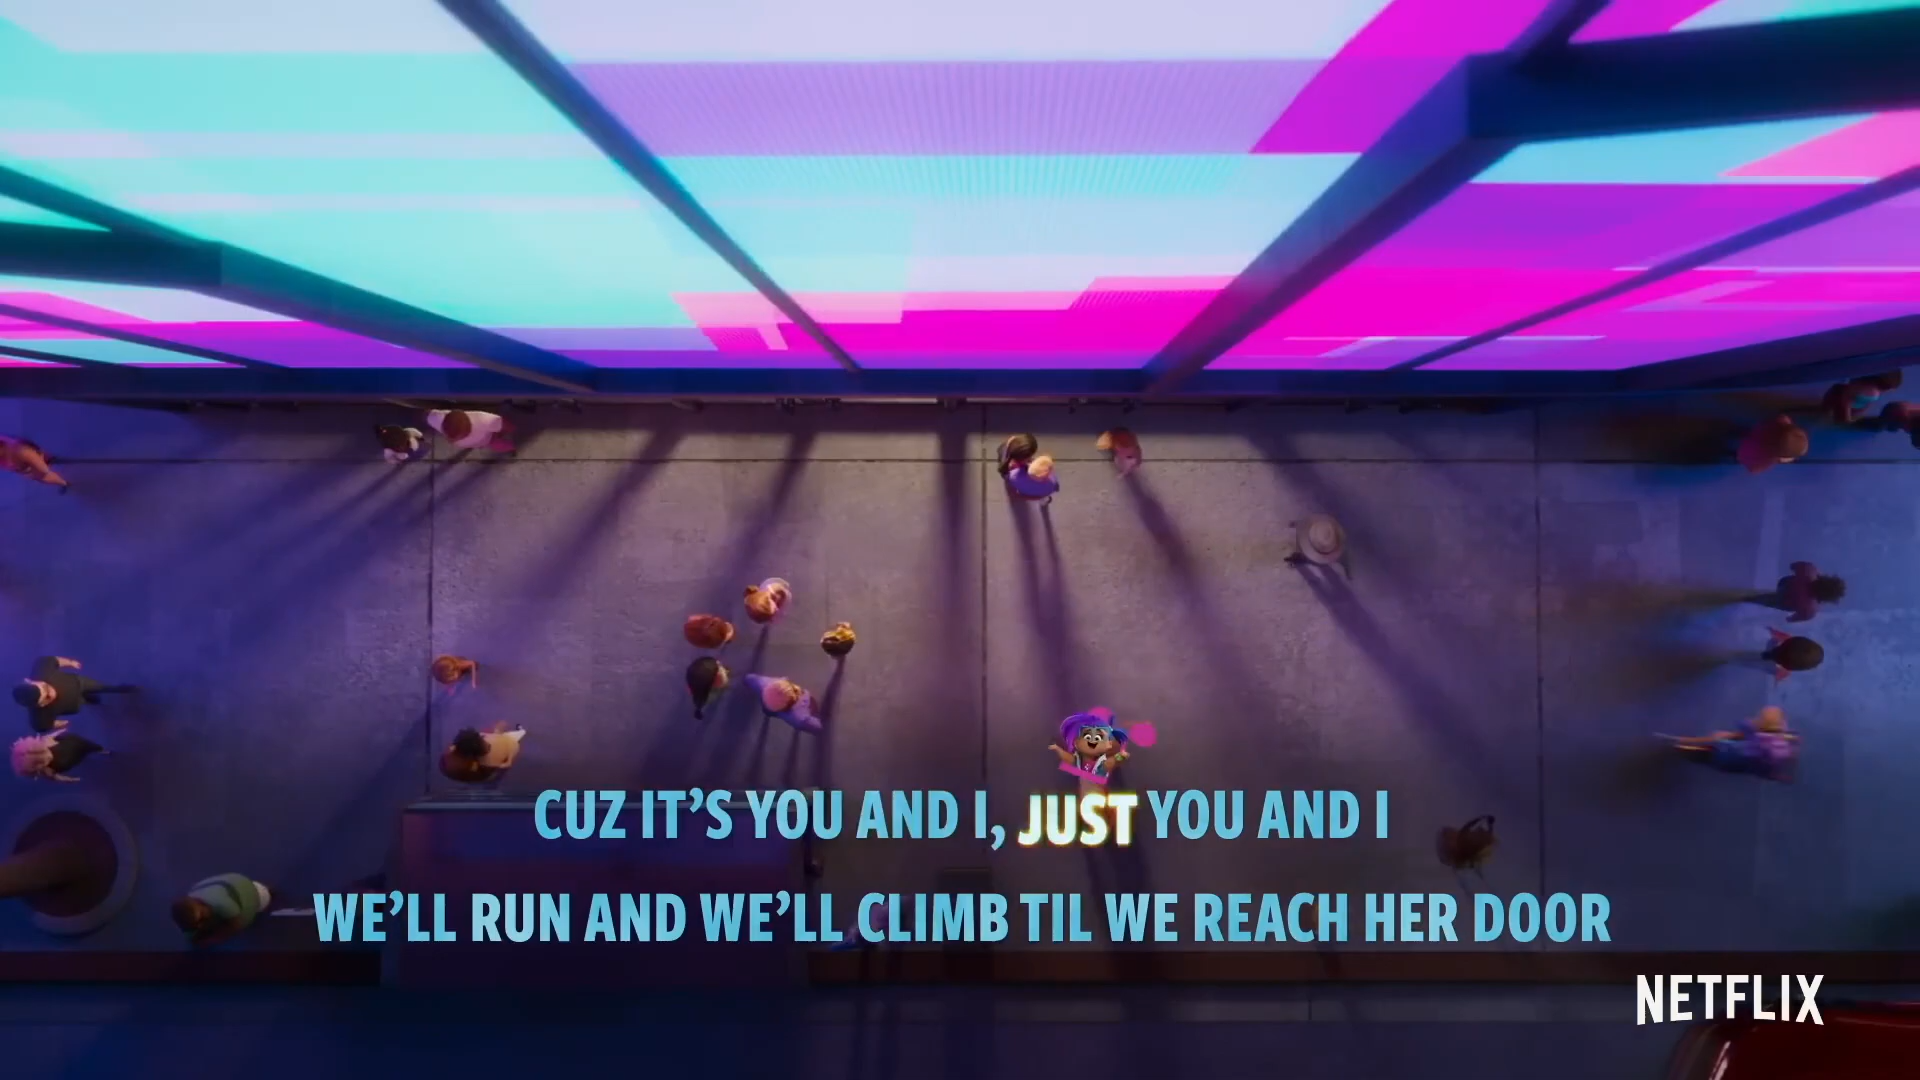 CUZ IT’S YOU AND I, JUST YOU AND I
WE’LL RUN AND WE’LL CLIMB TIL WE REACH HER DOOR
NETFLIX